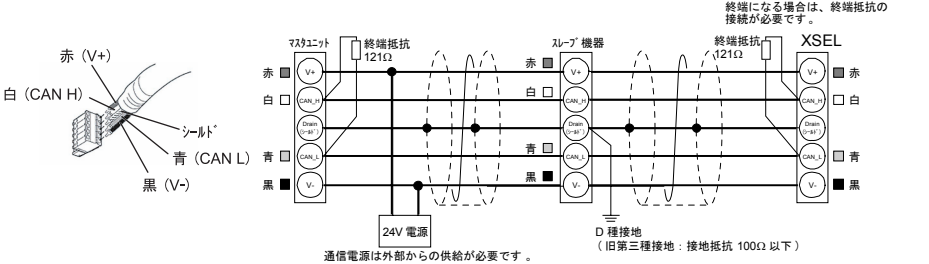 終端になる場合は、終端抵抗の
接続が必要です。
赤（V+）
白（CAN H）
シールド
青（CAN L）
黒（V-）
マスタユニット
終端抵抗
121Ω
スレーブ機器
終端抵抗
121Ω
XSEL
赤
V+
赤
V+
V+
赤
白
CAN_H
白
CAN_H
CAN_H
白
Drain
(シールド)
Drain
(シールド)
Drain
(シールド)
青
CAN_L
青
CAN_L
CAN_L
青
黒
V-
黒
V-
V-
黒
24V 電源
D 種接地
（旧第三種接地：接地抵抗 100Ω 以下）
通信電源は外部からの供給が必要です。